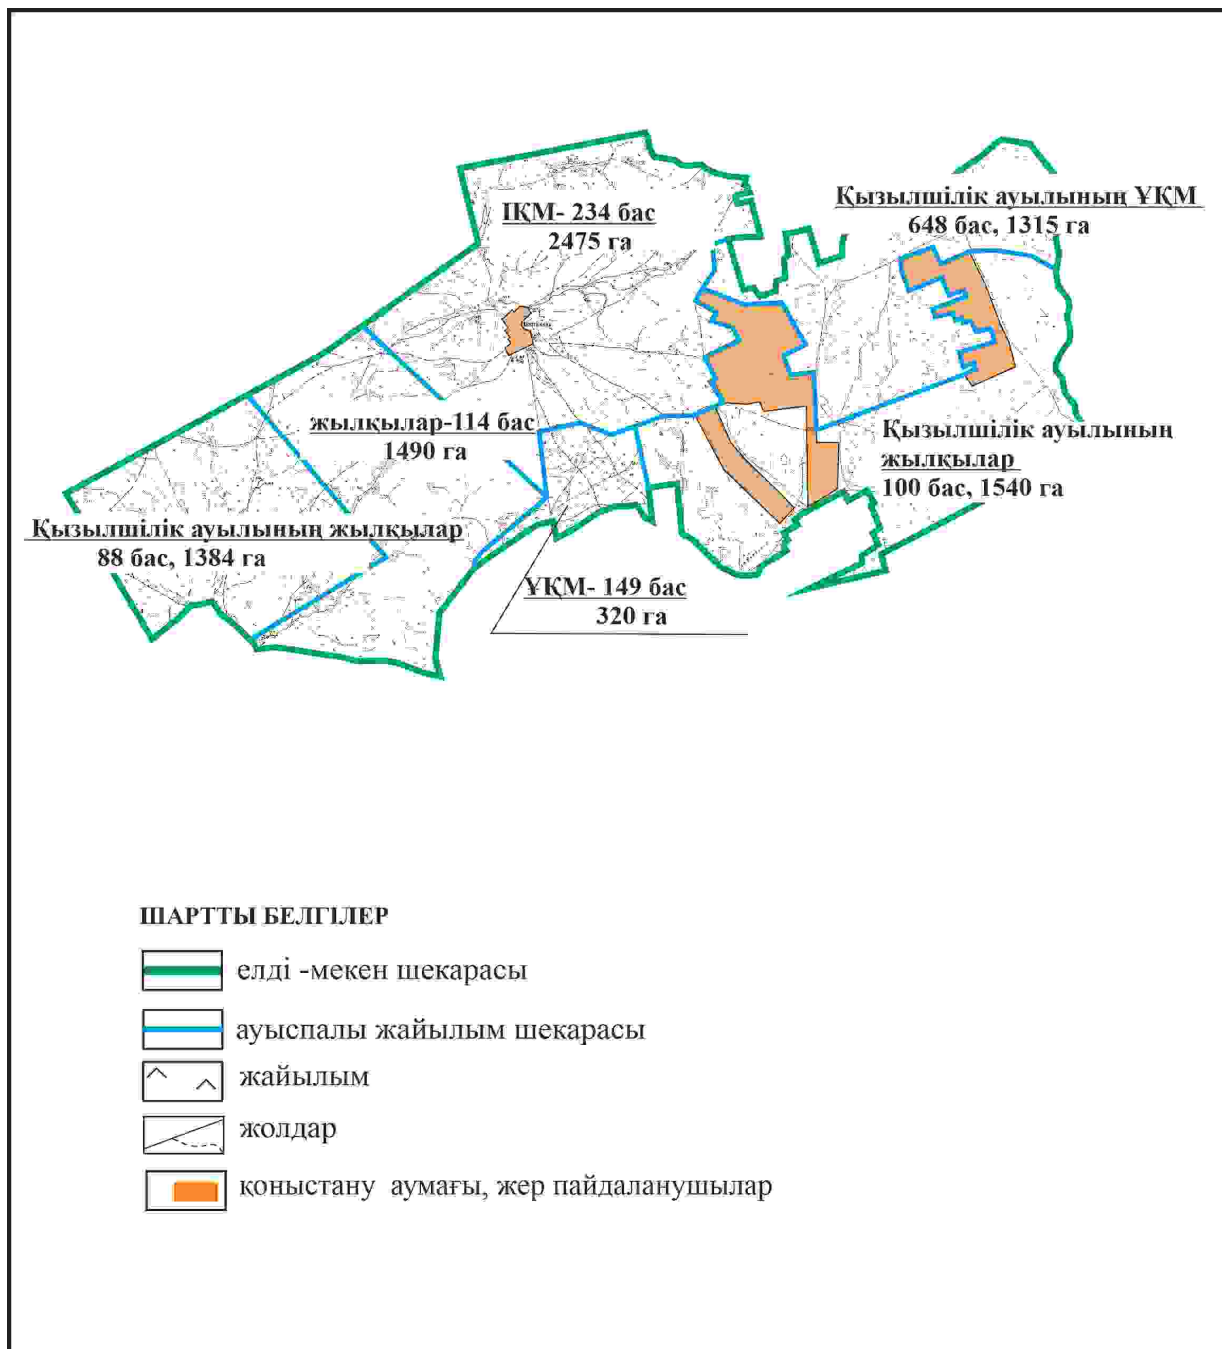 ІҚМ- 234 бас
2475 га
Қызылшілік ауылының ҰҚМ
648 бас, 1315 га
жылқылар-114 бас
1490 га
Қызылшілік ауылының
жылқылар
100 бас, 1540 га
Қызылшілік ауылының жылқылар
88 бас, 1384 га
ҰҚМ- 149 бас
320 га
ШАРТТЫ БЕЛГІЛЕР
елді -мекен шекарасы
ауыспалы жайылым шекарасы
жайылым
жолдар
қоныстану аумағы, жер пайдаланушылар